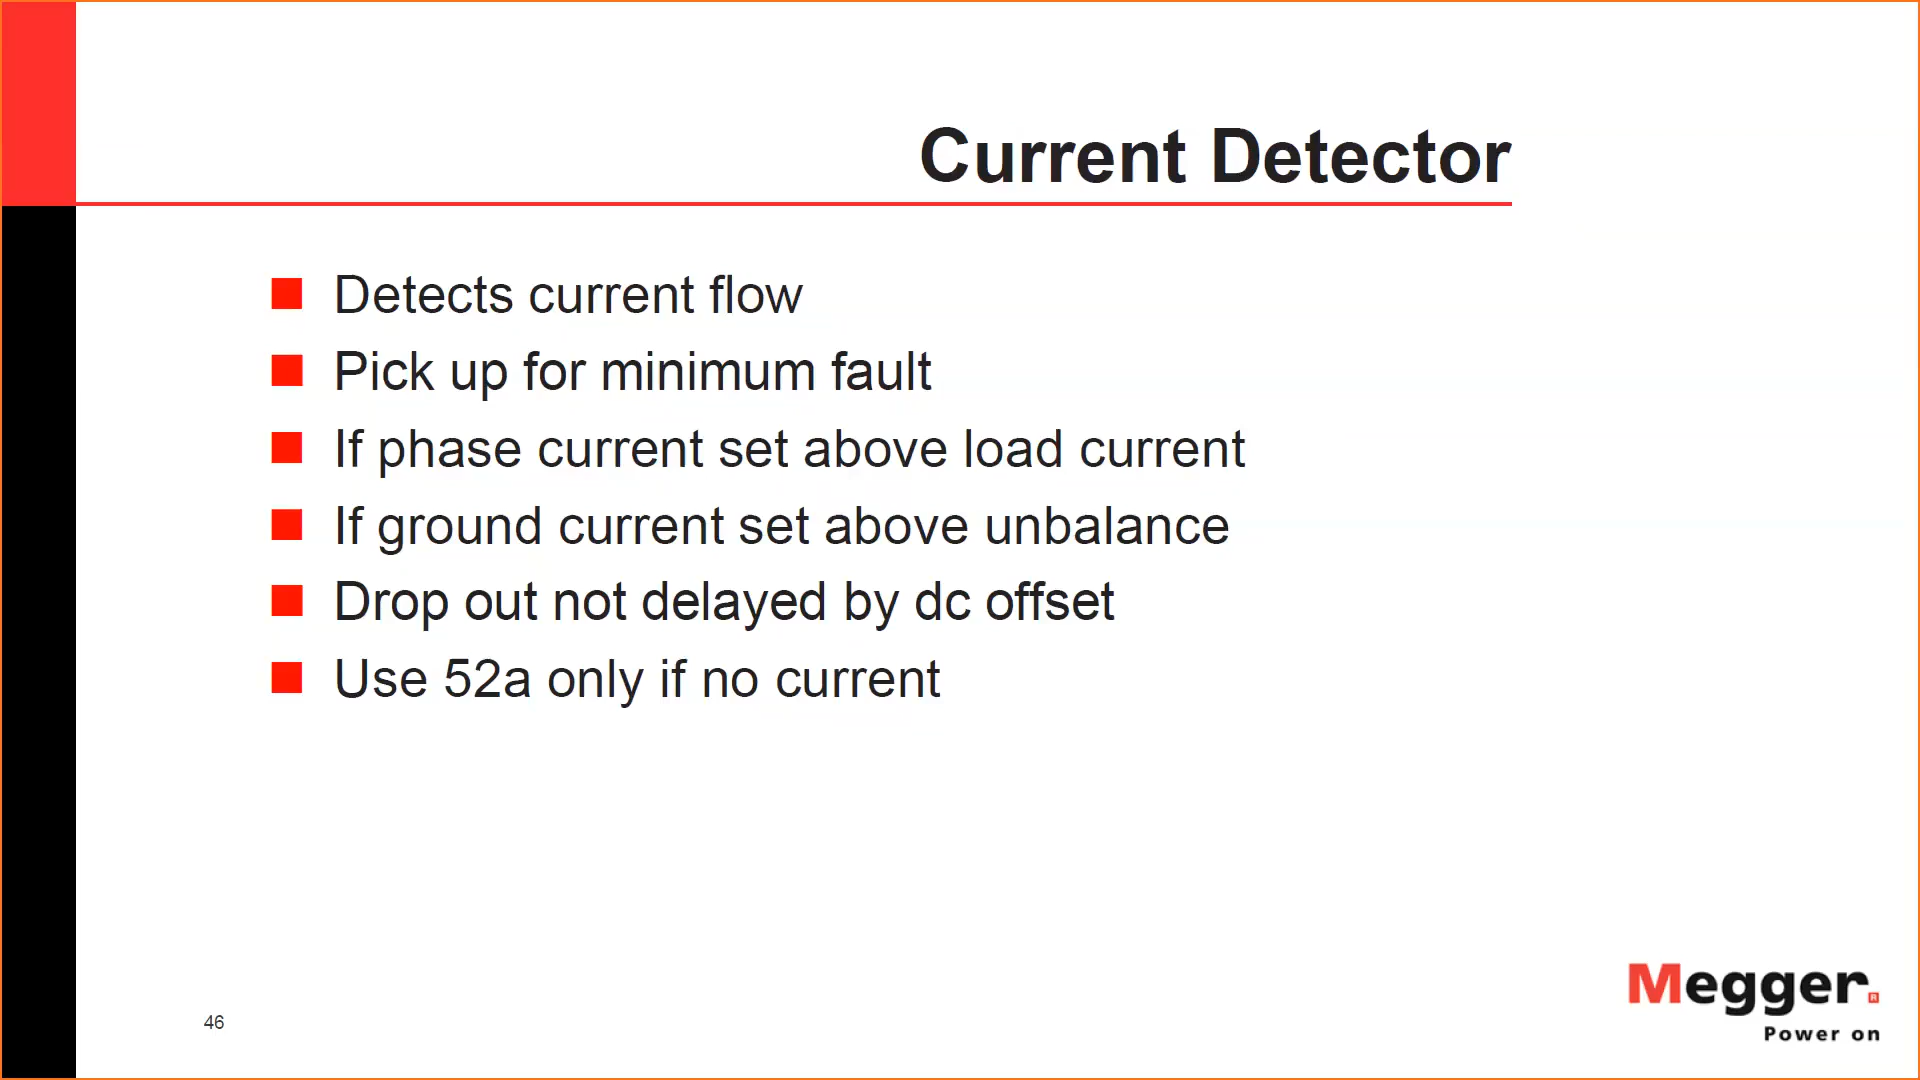 Current Detector
Detects current flow
Pick up for minimum fault
If phase current set above load current
If ground current set above unbalance
Drop out not delayed by dc offset
Use 52a only if no current
46
Megger.
Power on